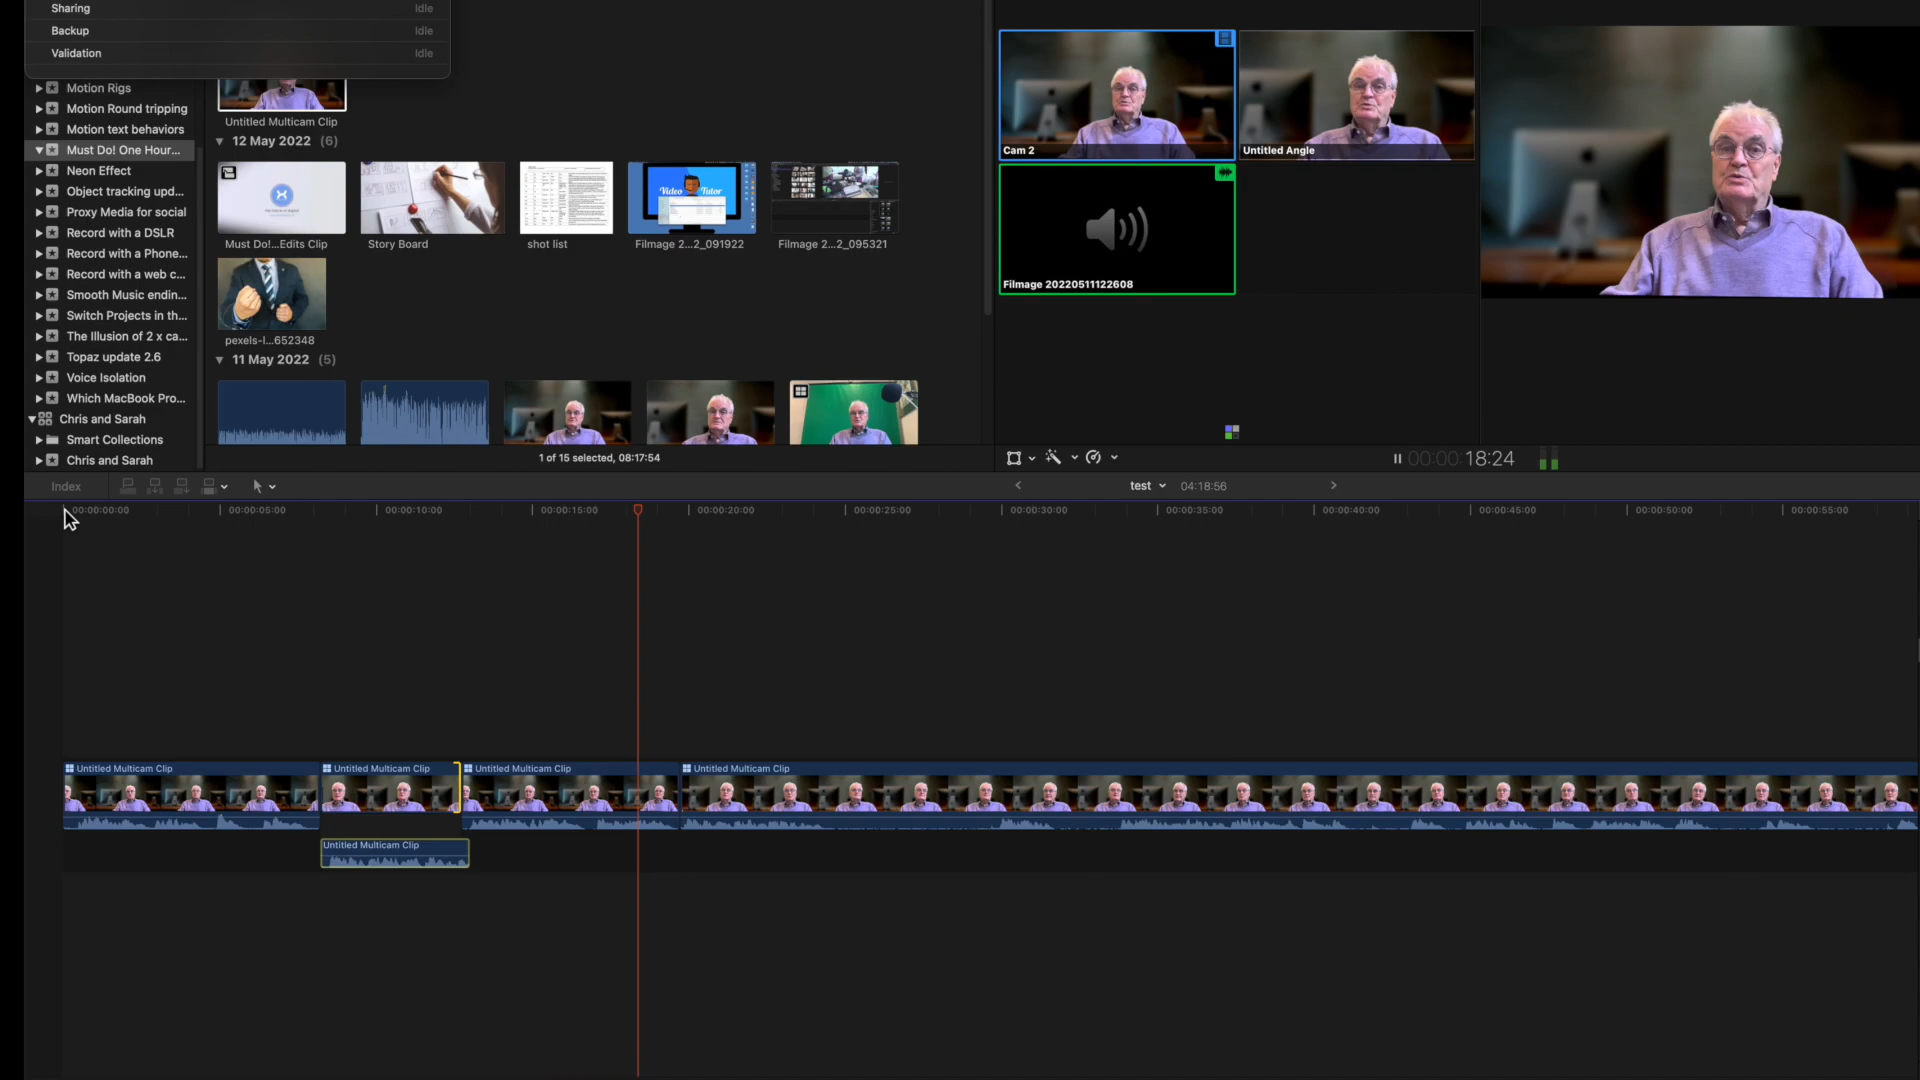 Sharing Idle
Backup Idle
Validation Idle
Motion Rigs
Motion Round tripping
Motion text behaviors
Must Do! One Hour...
Neon Effect
Object tracking upd...
Proxy Media for social
Record with a DSLR
Record with a Phone...
Record with a web c...
Smooth Music endin...
Switch Projects in th...
The Illusion of 2 x ca...
Topaz update 2.6
Voice Isolation
Which MacBook Pro...
Chris and Sarah
Smart Collections
Chris and Sarah
Untitled Multicam Clip
12 May 2022 (6)
Video Tutor
Must Do!...Edits Clip
Story Board
shot list
Filmage 2...2_091922
Filmage 2...2_095321
pexels-l...652348
11 May 2022 (5)
1 of 15 selected, 08:17:54
Cam 2
Untitled Angle
Filmage 20220511122608
00:00:18:24
Index
test 04:18:56
00:00:00:00 00:00:05:00 00:00:10:00 00:00:15:00 00:00:20:00 00:00:25:00 00:00:30:00 00:00:35:00 00:00:40:00 00:00:45:00 00:00:50:00 00:00:55:00
Untitled Multicam Clip Untitled Multicam Clip Untitled Multicam Clip Untitled Multicam Clip
Untitled Multicam Clip